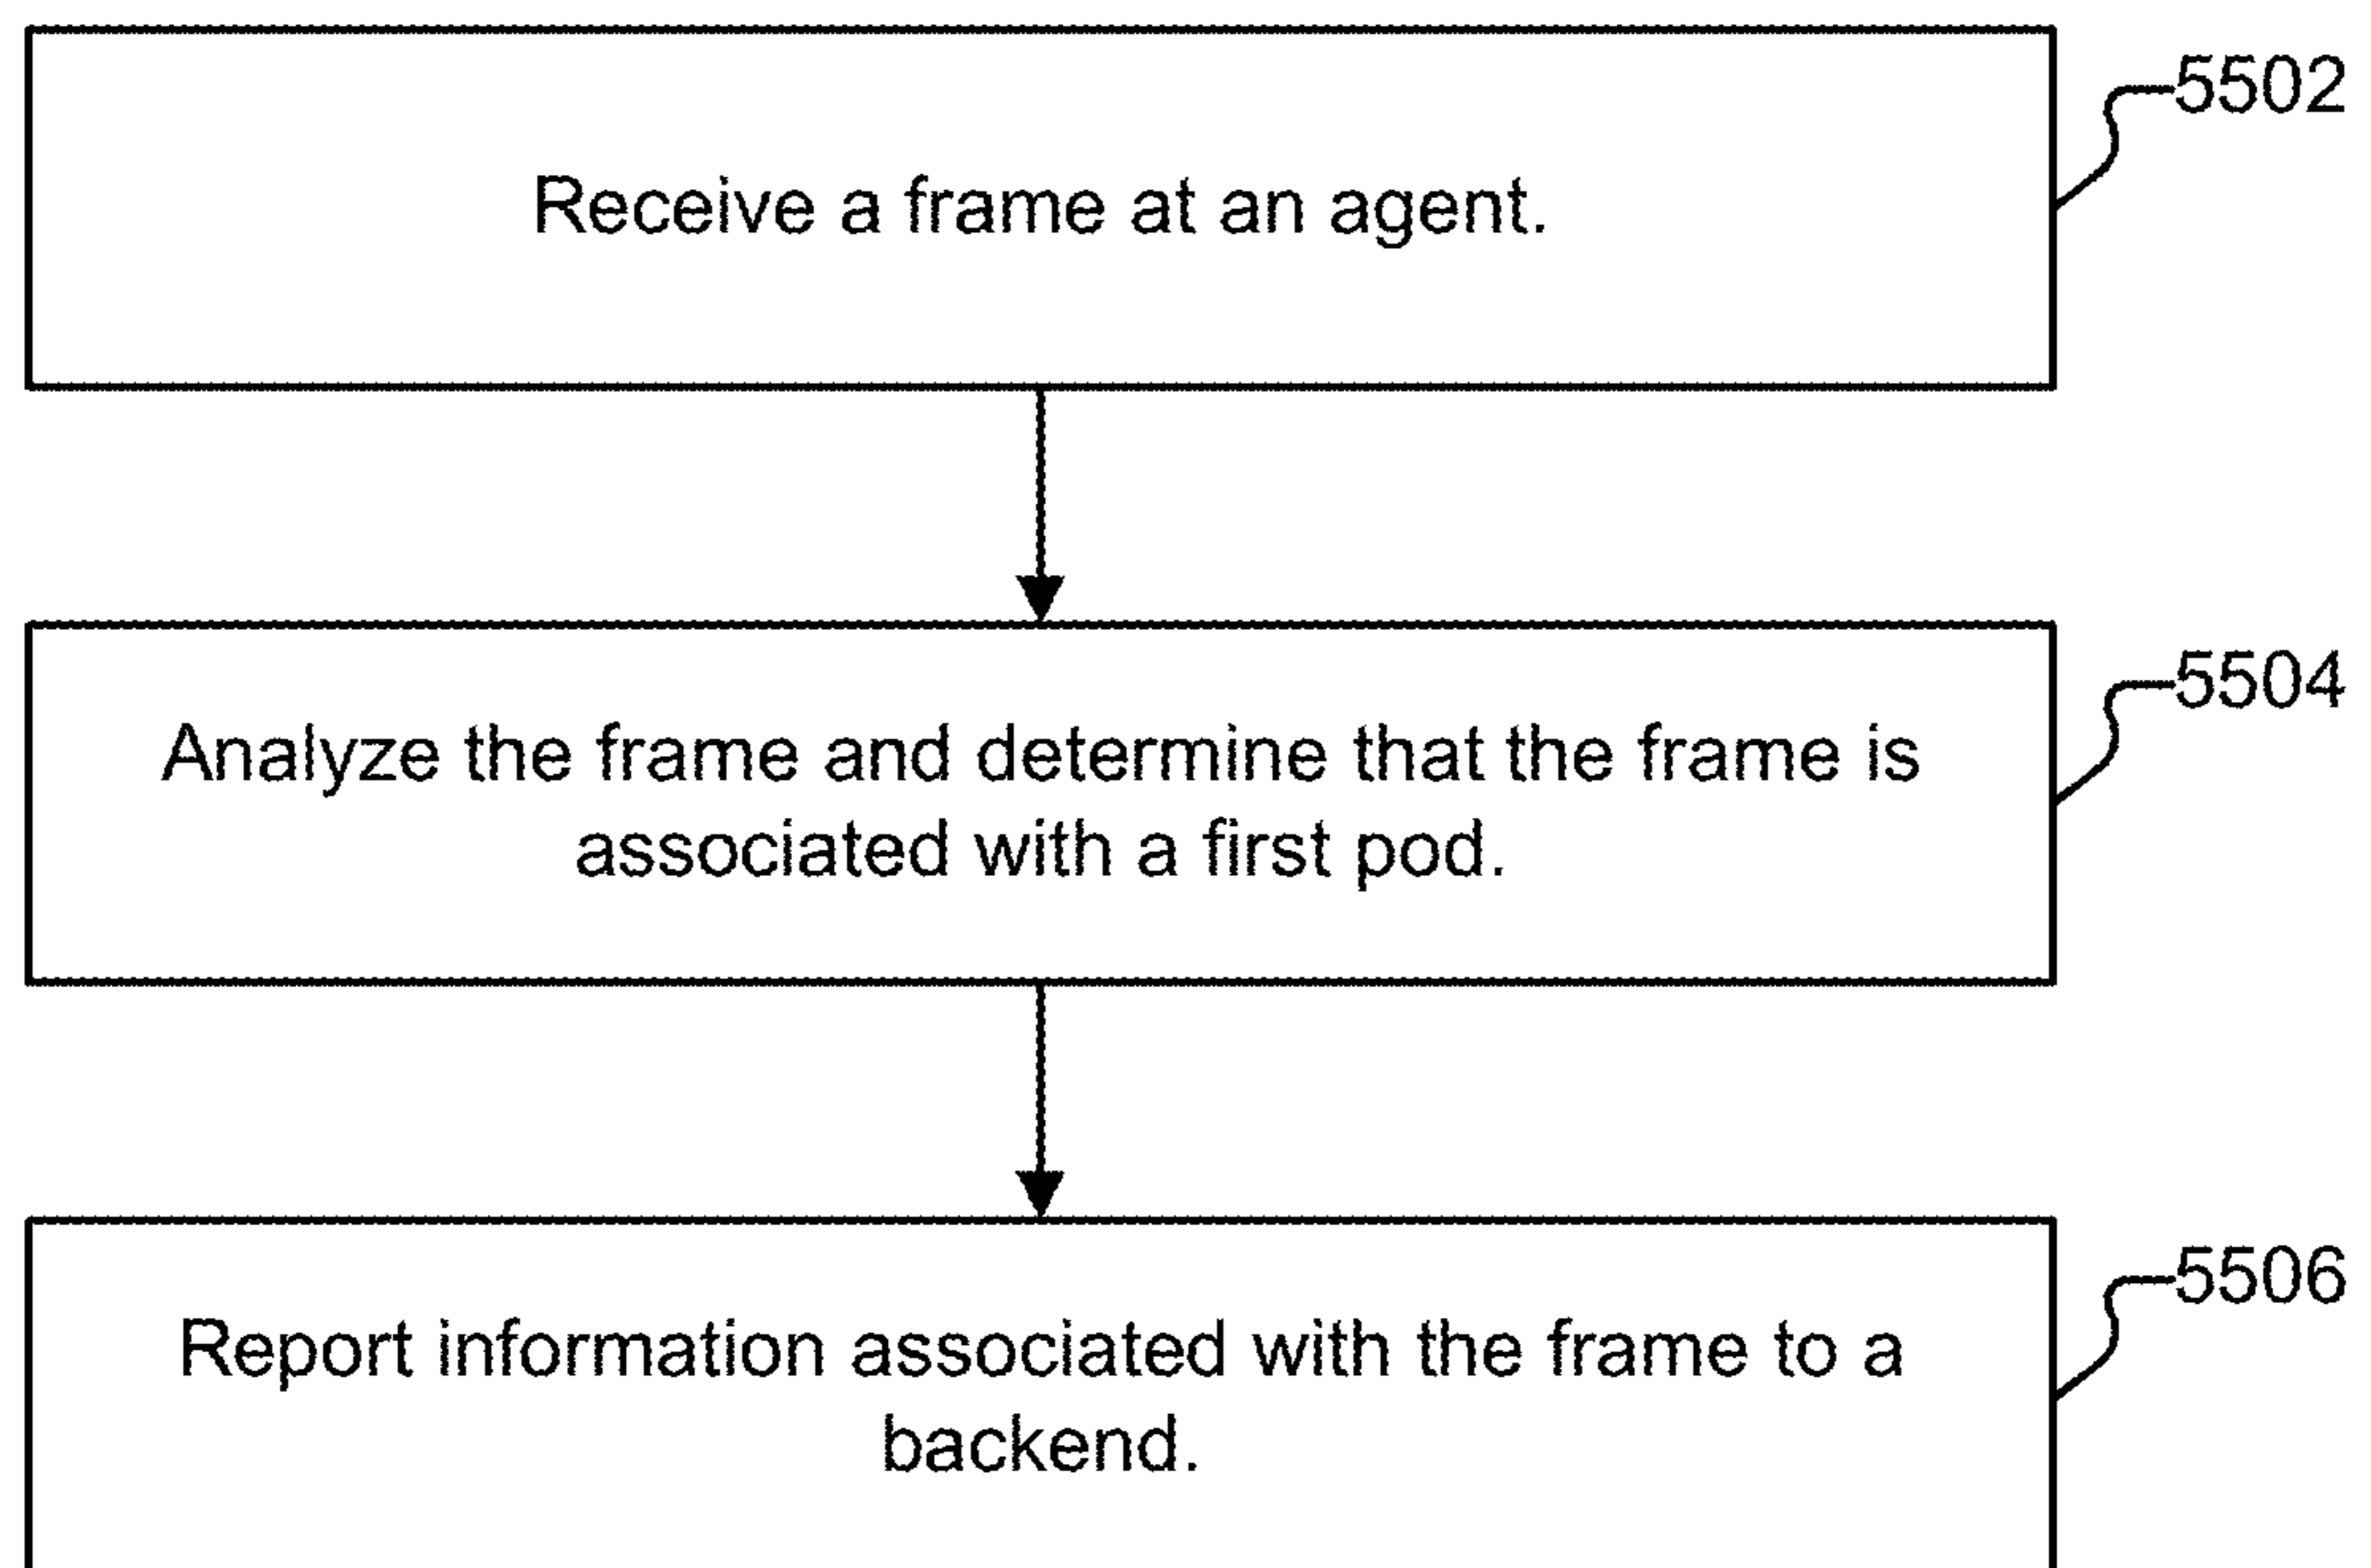 5502
Receive a frame at an agent.
5504
Analyze the frame and determine that the frame is
associated with a first pod.
5506
Report information associated with the frame to a
backend.